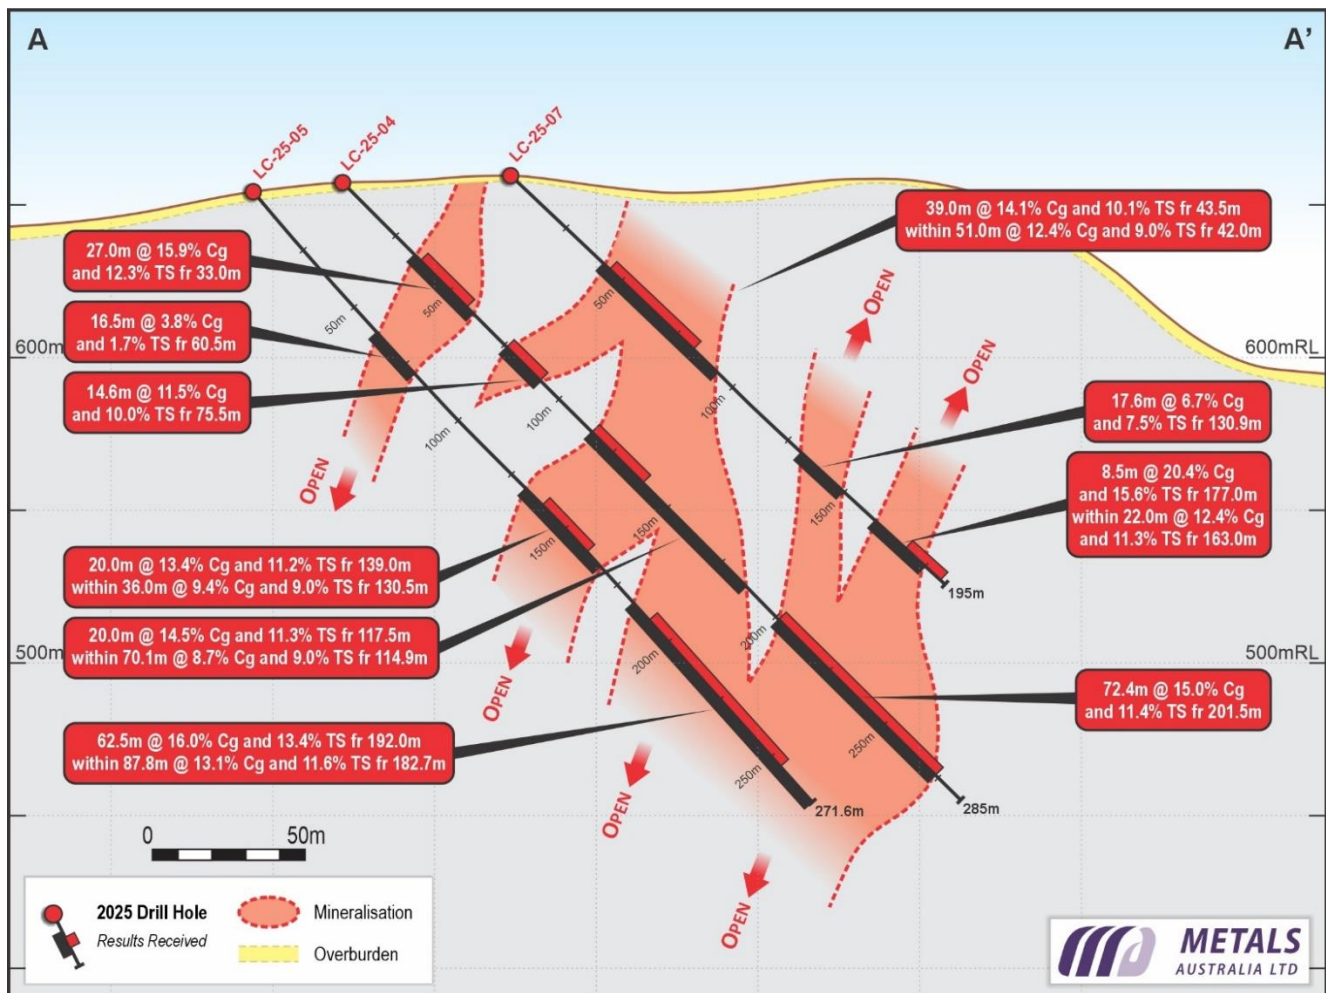 A
A'
LC-25-05
LC-25-04
LC-25-07
39.0m @ 14.1% Cg and 10.1% TS fr 43.5m
within 51.0m @ 12.4% Cg and 9.0% TS fr 42.0m
27.0m @ 15.9% Cg
and 12.3% TS fr 33.0m
16.5m @ 3.8% Cg
and 1.7% TS fr 60.5m
14.6m @ 11.5% Cg
and 10.0% TS fr 75.5m
600m
600mRL
50m
50m
50m
100m
100m
100m
150m
150m
150m
200m
200m
250m
250m
OPEN
OPEN
OPEN
OPEN
OPEN
OPEN
17.6m @ 6.7% Cg
and 7.5% TS fr 130.9m
8.5m @ 20.4% Cg
and 15.6% TS fr 177.0m
within 22.0m @ 12.4% Cg
and 11.3% TS fr 163.0m
195m
20.0m @ 13.4% Cg and 11.2% TS fr 139.0m
within 36.0m @ 9.4% Cg and 9.0% TS fr 130.5m
20.0m @ 14.5% Cg and 11.3% TS fr 117.5m
within 70.1m @ 8.7% Cg and 9.0% TS fr 114.9m
500m
500mRL
72.4m @ 15.0% Cg
and 11.4% TS fr 201.5m
62.5m @ 16.0% Cg and 13.4% TS fr 192.0m
within 87.8m @ 13.1% Cg and 11.6% TS fr 182.7m
271.6m
285m
0 50m
2025 Drill Hole
Results Received
Mineralisation
Overburden
METALS
AUSTRALIA LTD